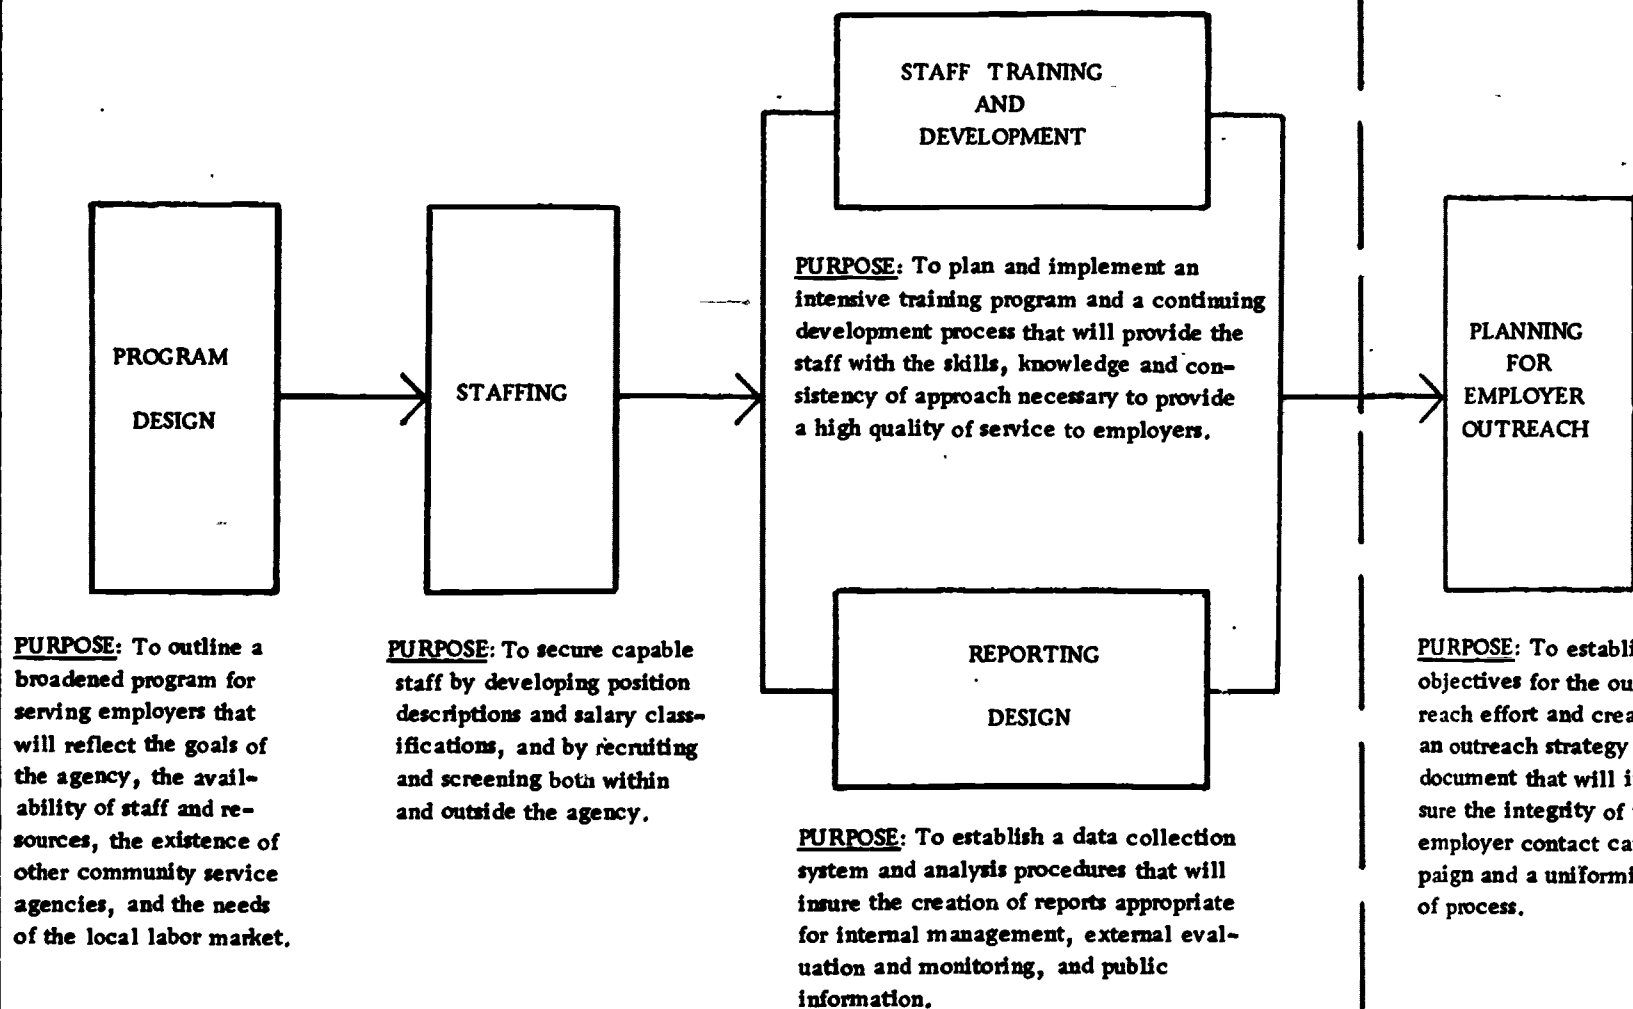 STAFF TRAINING
AND
DEVELOPMENT
PROGRAM
DESIGN
STAFFING
PURPOSE: To plan and implement an
intensive training program and a continuing
development process that will provide the
staff with the skills, knowledge and con-
sistency of approach necessary to provide
a high quality of service to employers.
PLANNING
FOR
EMPLOYER
OUTREACH
REPORTING
DESIGN
PURPOSE: To outline a
broadened program for
serving employers that
will reflect the goals of
the agency, the avail-
ability of staff and re-
sources, the existence of
other community service
agencies, and the needs
of the local labor market.
PURPOSE: To secure capable
staff by developing position
descriptions and salary class-
ifications, and by recruiting
and screening both within
and outside the agency.
PURPOSE: To establish a data collection
system and analysis procedures that will
insure the creation of reports appropriate
for internal management, external eval-
uation and monitoring, and public
information.
PURPOSE: To establi
objectives for the ou
reach effort and crea
an outreach strategy
document that will i
sure the integrity of
employer contact ca
paign and a uniformi
of process.